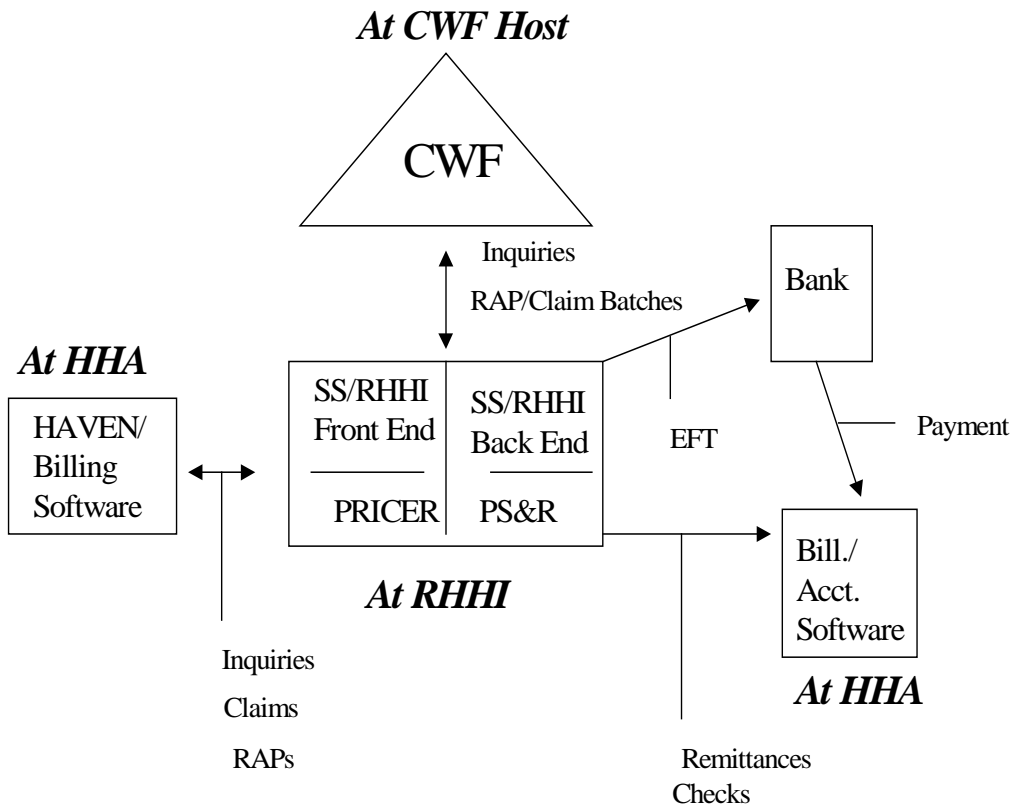 At CWF Host
CWF
Inquiries
RAP/Claim Batches
Bank
At HHA
HAVEN/
Billing
Software
SS/RHHI
Front End
PRICER
SS/RHHI
Back End
PS&R
EFT
Payment
At RHHI
Bill./
Acct.
Software
At HHA
Inquiries
Claims
RAPs
Remittances
Checks